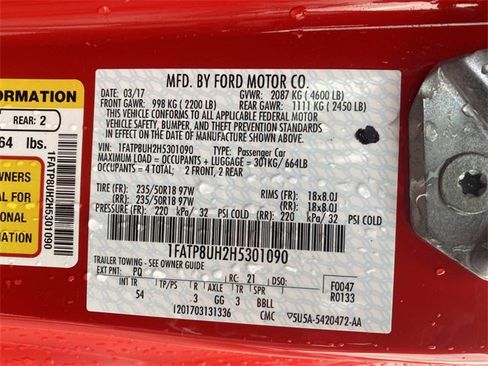 FORMATION
REAR: 2
64 lbs.
1FATP8UH2H5301090
MFD. BY FORD MOTOR CO.
DATE: 03/17 GVWR: 2087 KG ( 4600 LB)
FRONT GAWR: 998 KG ( 2200 LB) REAR GAWR: 1111 KG ( 2450 LB)
THIS VEHICLE CONFORMS TO ALL APPLICABLE FEDERAL MOTOR
VEHICLE SAFETY, BUMPER, AND THEFT PREVENTION STANDARDS
IN EFFECT ON THE DATE OF MANUFACTURE SHOWN ABOVE.
VIN: 1FATP8UH2H5301090 TYPE: Passenger Car
MAXIMUM LOAD = OCCUPANTS + LUGGAGE = 301KG/ 664LB
OCCUPANTS = 4 TOTAL: 2 FRONT, 2 REAR
TIRE (FR): 235/50R18 97W RIMS (FR): 18x8.0J
(RR): 235/50R18 97W (RR): 18x8.0J
PRESSURE (FR) 220 kPa/ 32 PSI COLD (RR) 220 kPa/ 32 PSI COLD
1FATP8UH2H5301090
TRAILER TOWING - SEE OWNER GUIDE
EXT PNT: PQ RC: 21 DSO: F0047
R0133
INT TR TP/PS R AXLE TR SPR
54 3 3 GG BBLL
1201703131336 CMC 5U5A-5420472-AA